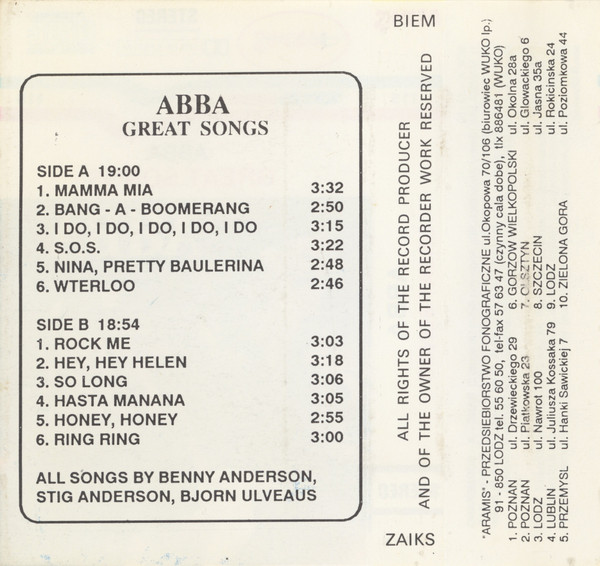 ABBA
GREAT SONGS
SIDE A 19:00
1. MAMMA MIA 3:32
2. BANG - A - BOOMERANG 2:50
3. I DO, I DO, I DO, I DO, I DO 3:15
4. S.O.S. 3:22
5. NINA, PRETTY BAULERINA 2:48
6. WTERLOO 2:46
SIDE B 18:54
1. ROCK ME 3:03
2. HEY, HEY HELEN 3:18
3. SO LONG 3:06
4. HASTA MANANA 3:05
5. HONEY, HONEY 2:55
6. RING RING 3:00
ALL SONGS BY BENNY ANDERSON,
STIG ANDERSON, BJORN ULVEAUS
BIEM
ALL RIGHTS OF THE RECORD PRODUCER
AND OF THE OWNER OF THE RECORDER WORK RESERVED
ZAIKS
"ARAMIS" - PRZEDSIEBIORSTWO FONOGRAFICZNE ul.Okopowa 70/106 (biurowiec WUKO Ip.)
91 - 850 LODZ tel. 55 60 50, tel-fax 57 63 47 (czynny cala dobe), tlx 886481 (WUKO)
1. POZNAN ul. Drzewieckiego 29
2. POZNAN ul. Piatkowska 23
3. LODZ ul. Nawrot 100
4. LUBLIN ul. Juliusza Kossaka 79
5. PRZEMYSL ul. Hanki Sawickiej 7
6. GORZOW WIELKOPOLSKI ul. Okolna 28a
7. OLSZTYN ul. Glowackiego 6
8. SZCZECIN ul. Jasna 35a
9. LODZ ul. Rokicinska 24
10. ZIELONA GORA ul. Poziomkowa 44